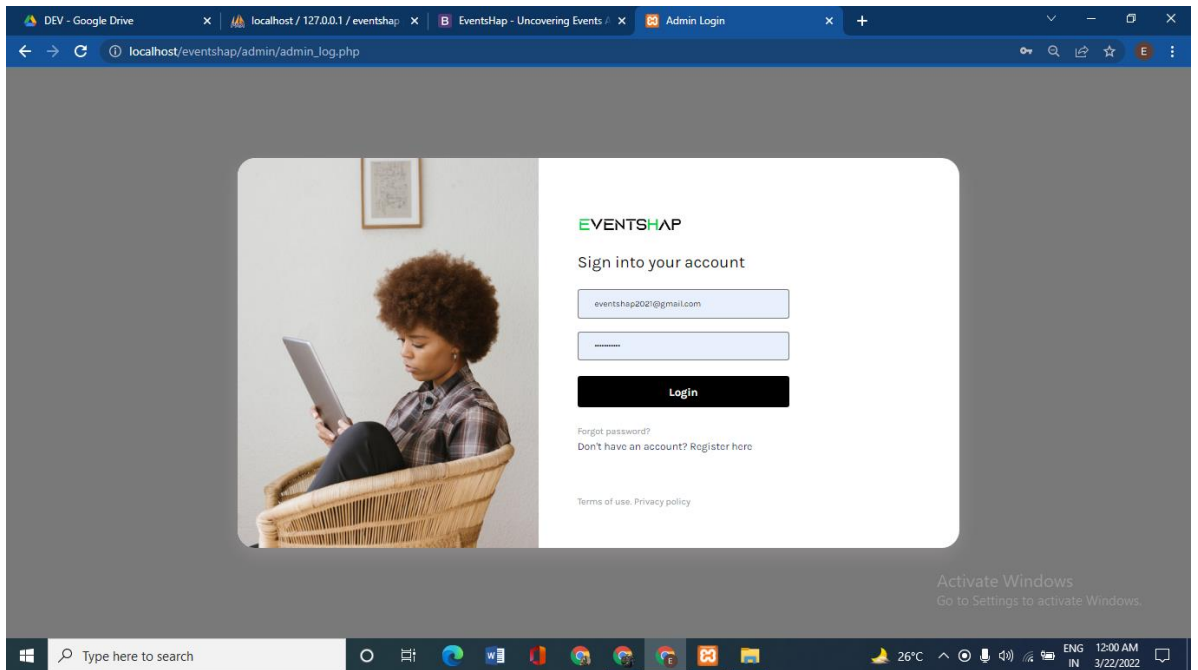 DEV - Google Drive
localhost / 127.0.0.1 / eventshap
EventsHap - Uncovering Events A
Admin Login
localhost/eventshap/admin/admin_log.php
E
EVENTSHAP
Sign into your account
eventshap2021@gmail.com
Login
Forgot password?
Don't have an account? Register here
Terms of use. Privacy policy
Activate Windows
Go to Settings to activate Windows.
Type here to search
26°C
ENG
IN
12:00 AM
3/22/2022